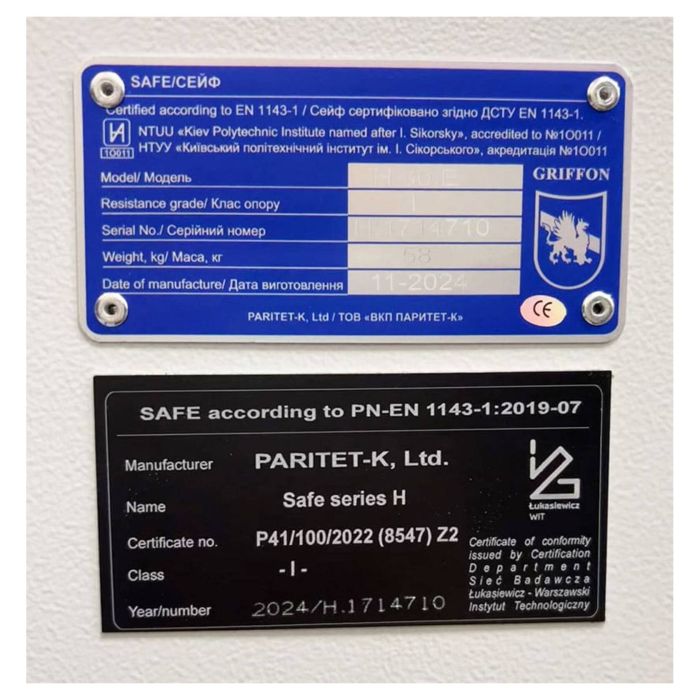 SAFE/СЕЙФ
Certified according to EN 1143-1 / Сейф сертифіковано згідно ДСТУ EN 1143-1.
NTUU «Kiev Polytechnic Institute named after I. Sikorsky», accredited to №1O011 /
НТУУ «Київський політехнічний інститут ім. І. Сікорського», акредитація №1O011
1O011
Model/ Модель
GRIFFON
Resistance grade/ Клас опору I
Serial No./ Серійний номер H.1714710
Weight, kg/ Маса, кг 58
Date of manufacture/ Дата виготовлення 11-2024
CE
PARITET-K, Ltd / ТОВ «ВКП ПАРИТЕТ-К»
SAFE according to PN-EN 1143-1:2019-07
Manufacturer PARITET-K, Ltd.
Name Safe series H
Łukasiewicz
WIT
Certificate no. P41/100/2022 (8547) Z2
Class - I -
Year/number 2024/H.1714710
Certificate of conformity
issued by Certification
Department
Sieć Badawcza
Łukasiewicz - Warszawski
Instytut Technologiczny